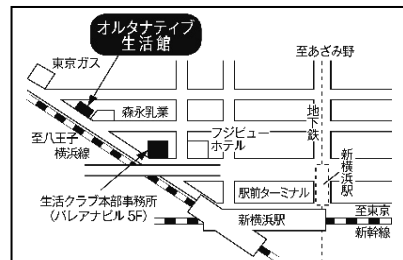 オルタナティブ
生活館
東京ガス
至あざみ野
森永乳業
地下鉄
至八王子
横浜線
フジビュー
ホテル
新横浜駅
生活クラブ本部事務所
(バレアナビル 5F)
駅前ターミナル
新横浜駅
至東京
新幹線